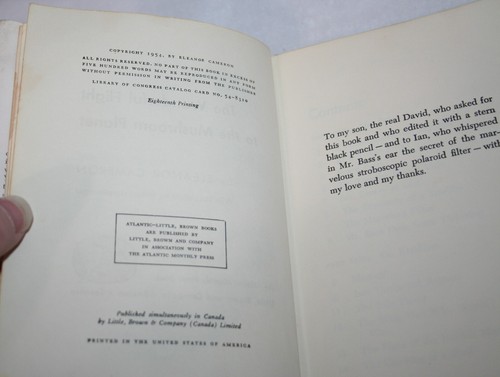 COPYRIGHT 1954, BY ELEANOR CAMERON
ALL RIGHTS RESERVED. NO PART OF THIS BOOK IN EXCESS OF
FIVE HUNDRED WORDS MAY BE REPRODUCED IN ANY FORM
WITHOUT PERMISSION IN WRITING FROM THE PUBLISHER
LIBRARY OF CONGRESS CATALOG CARD NO.
Eighteenth Printing
ATLANTIC–LITTLE, BROWN BOOKS
ARE PUBLISHED BY
LITTLE, BROWN AND COMPANY
IN ASSOCIATION WITH
THE ATLANTIC MONTHLY PRESS
Published simultaneously in Canada
by Little, Brown & Company (Canada) Limited
PRINTED IN THE UNITED STATES OF AMERICA
To my son, the real David, who asked for
this book and who edited it with a stern
black pencil — and to Ian, who whispered
in Mr. Bass's ear the secret of the mar-
velous stroboscopic polaroid filter — with
my love and my thanks.